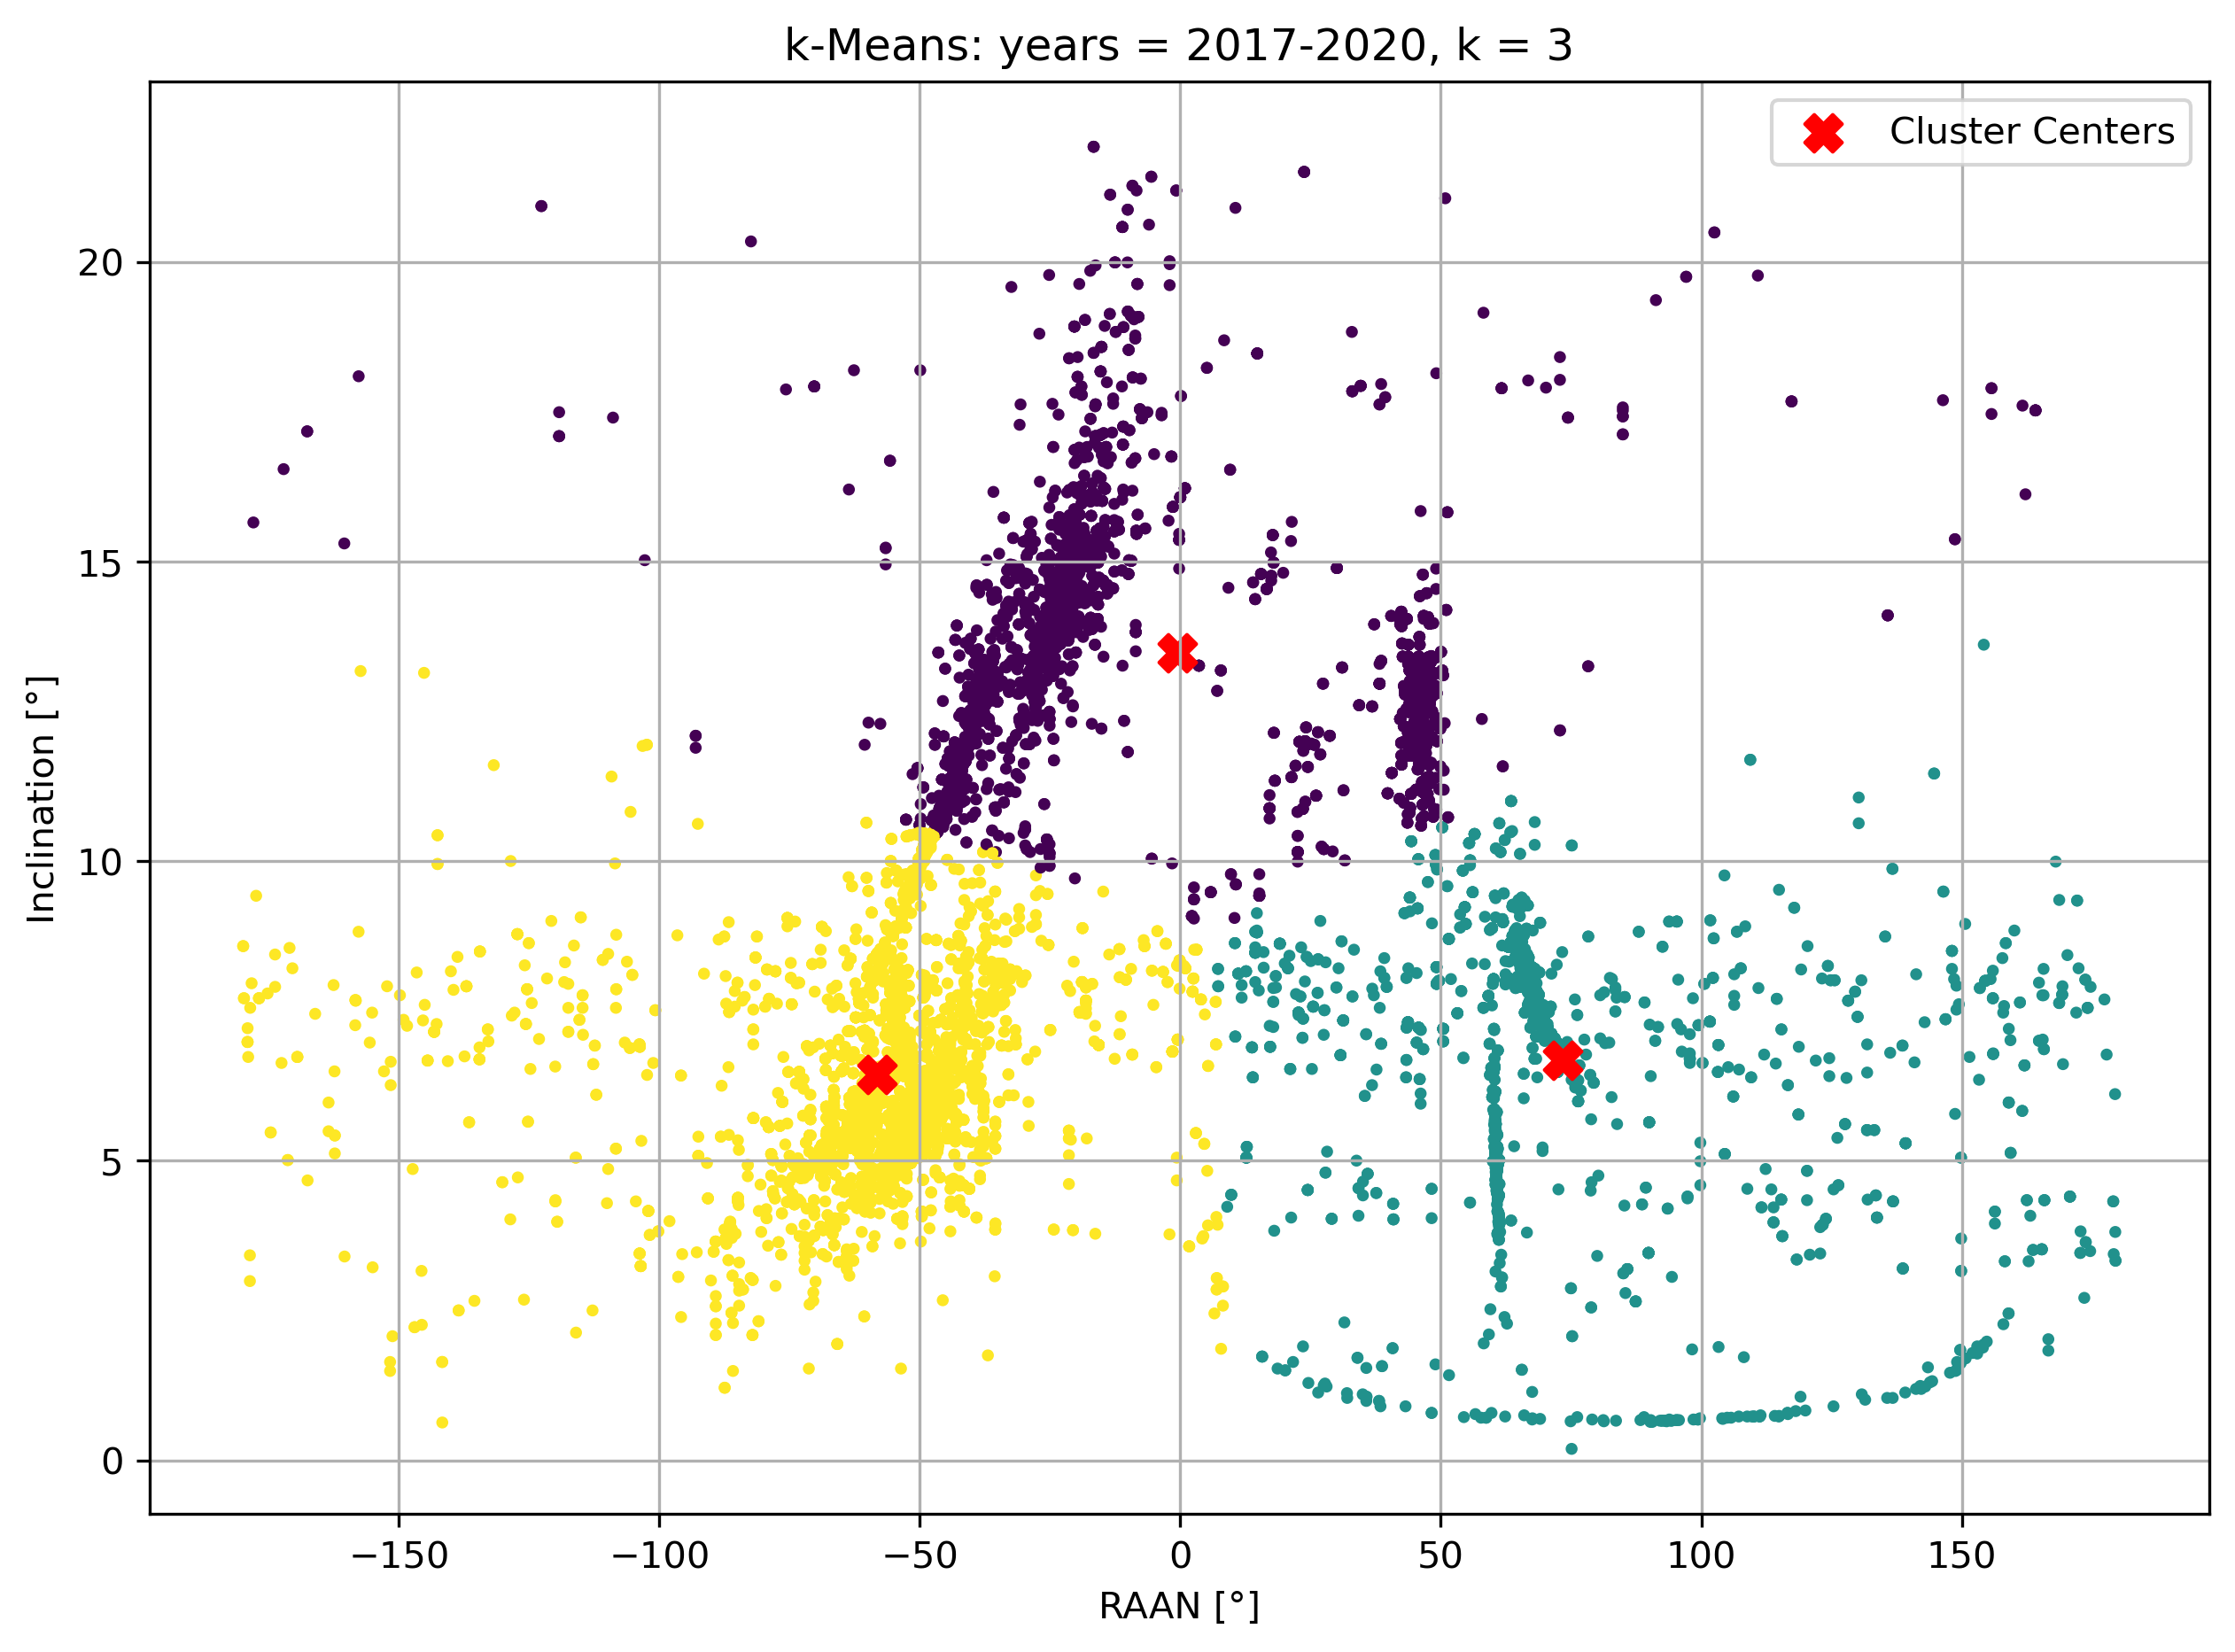 k-Means: years = 2017-2020, k = 3
Cluster Centers
20
15
10
5
0
Inclination [°]
−150 −100 −50 0 50 100 150
RAAN [°]